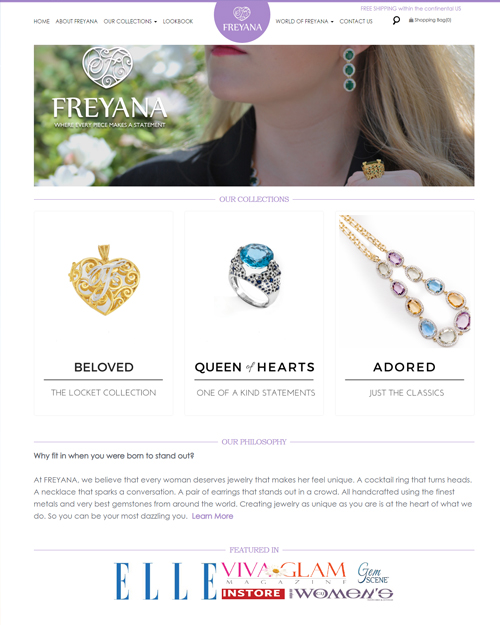 FREE SHIPPING within the continental US
HOME ABOUT FREYANA OUR COLLECTIONS LOOKBOOK FREYANA WORLD OF FREYANA CONTACT US Shopping Bag(0)
FREYANA
WHERE EVERY PIECE MAKES A STATEMENT
OUR COLLECTIONS
BELOVED
THE LOCKET COLLECTION
QUEEN of HEARTS
ONE OF A KIND STATEMENTS
ADORED
JUST THE CLASSICS
OUR PHILOSOPHY
Why fit in when you were born to stand out?
At FREYANA, we believe that every woman deserves jewelry that makes her feel unique. A cocktail ring that turns heads.
A necklace that sparks a conversation. A pair of earrings that stands out in a crowd. All handcrafted using the finest
metals and very best gemstones from around the world. Creating jewelry as unique as you are is at the heart of what we
do. So you can be your most dazzling you. Learn More
FEATURED IN
ELLE
VIVA GLAM
MAGAZINE
Gem
SCENE
INSTORE
WOMEN'S